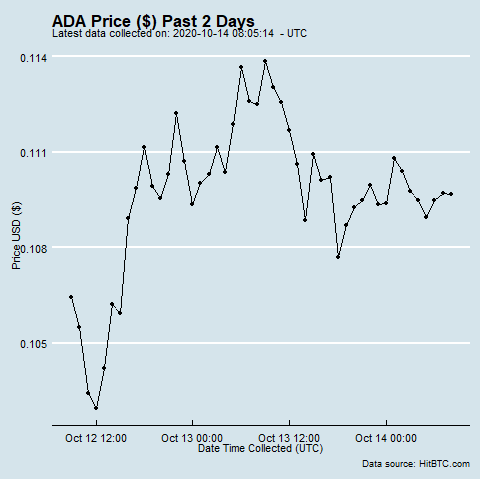 ADA Price ($) Past 2 Days
Latest data collected on: 2020-10-14 08:05:14  - UTC
0.114
0.111
0.108
0.105
Price USD ($)
Oct 12 12:00
Oct 13 00:00
Oct 13 12:00
Oct 14 00:00
Date Time Collected (UTC)
Data source: HitBTC.com